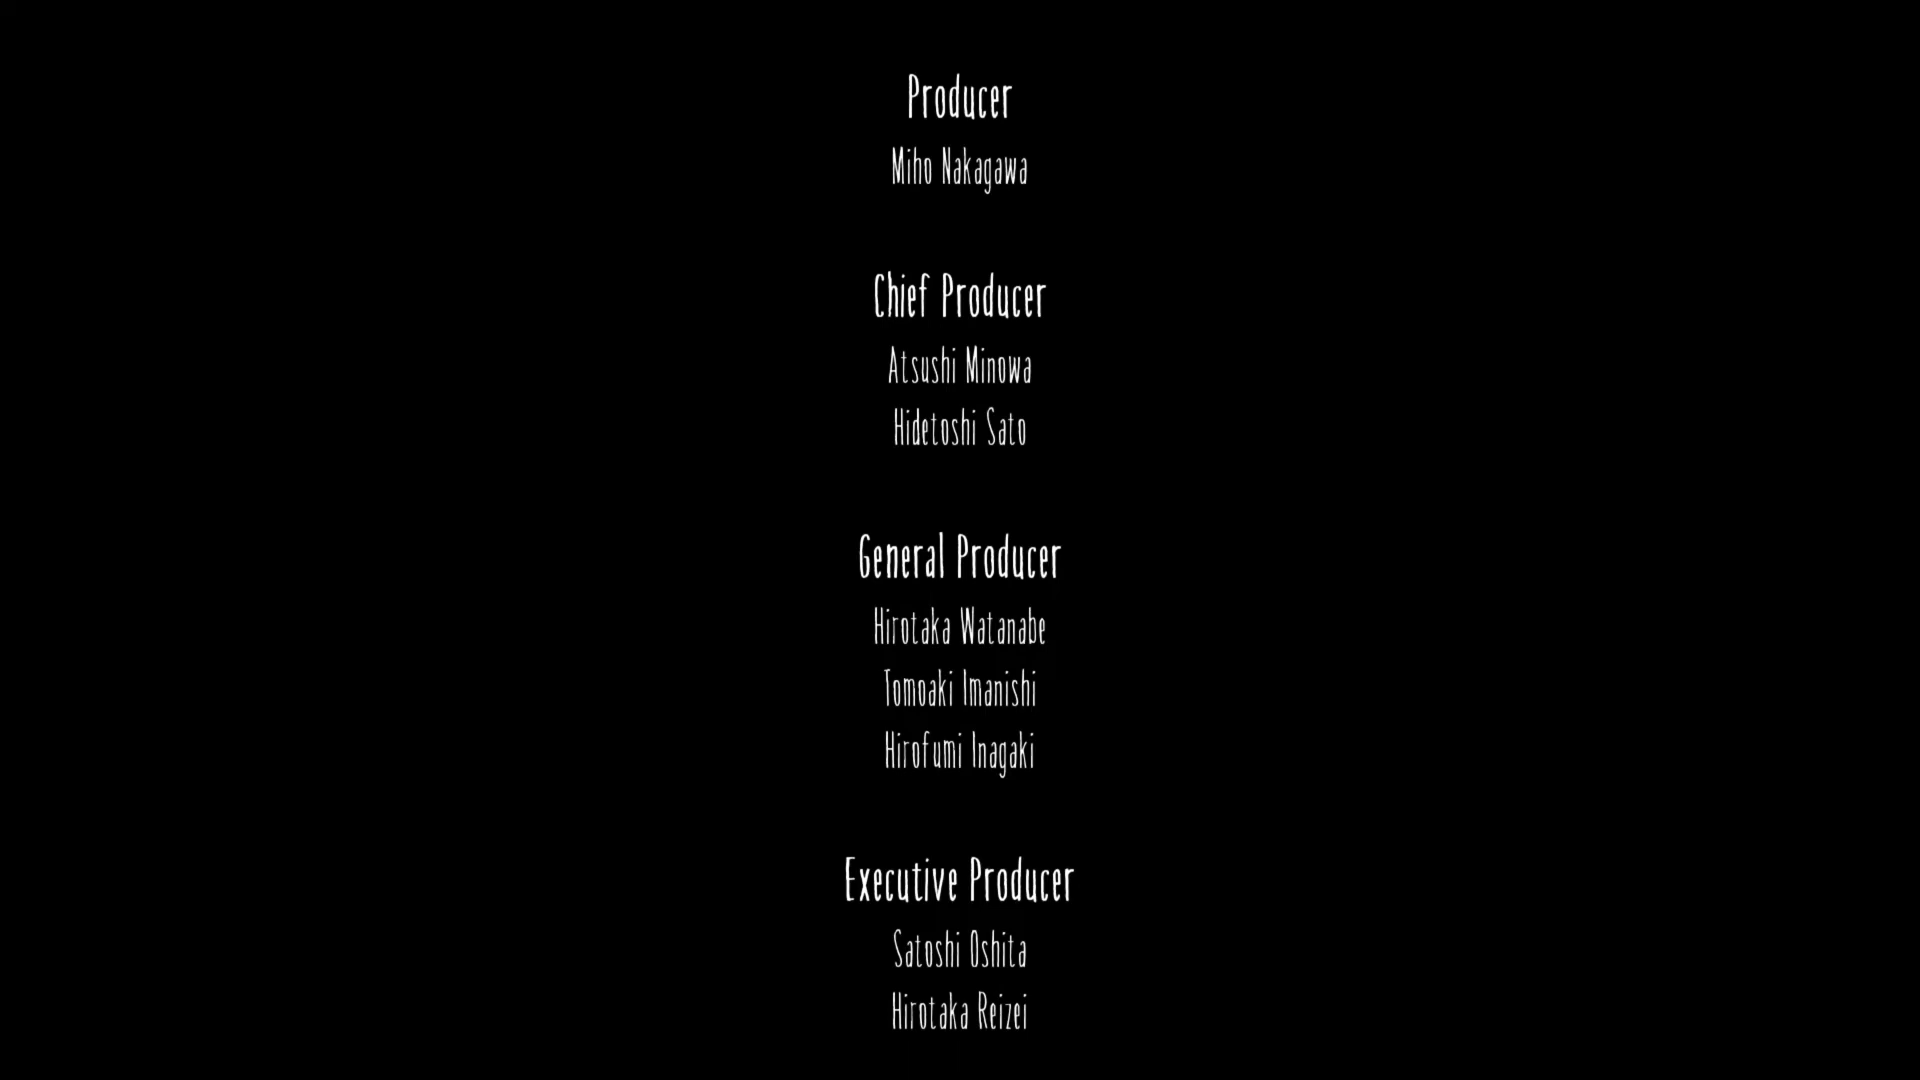 Producer
Miho Nakagawa
Chief Producer
Atsushi Minowa
Hidetoshi Sato
General Producer
Hirotaka Watanabe
Tomoaki Imanishi
Hirofumi Inagaki
Executive Producer
Satoshi Oshita
Hirotaka Reizei